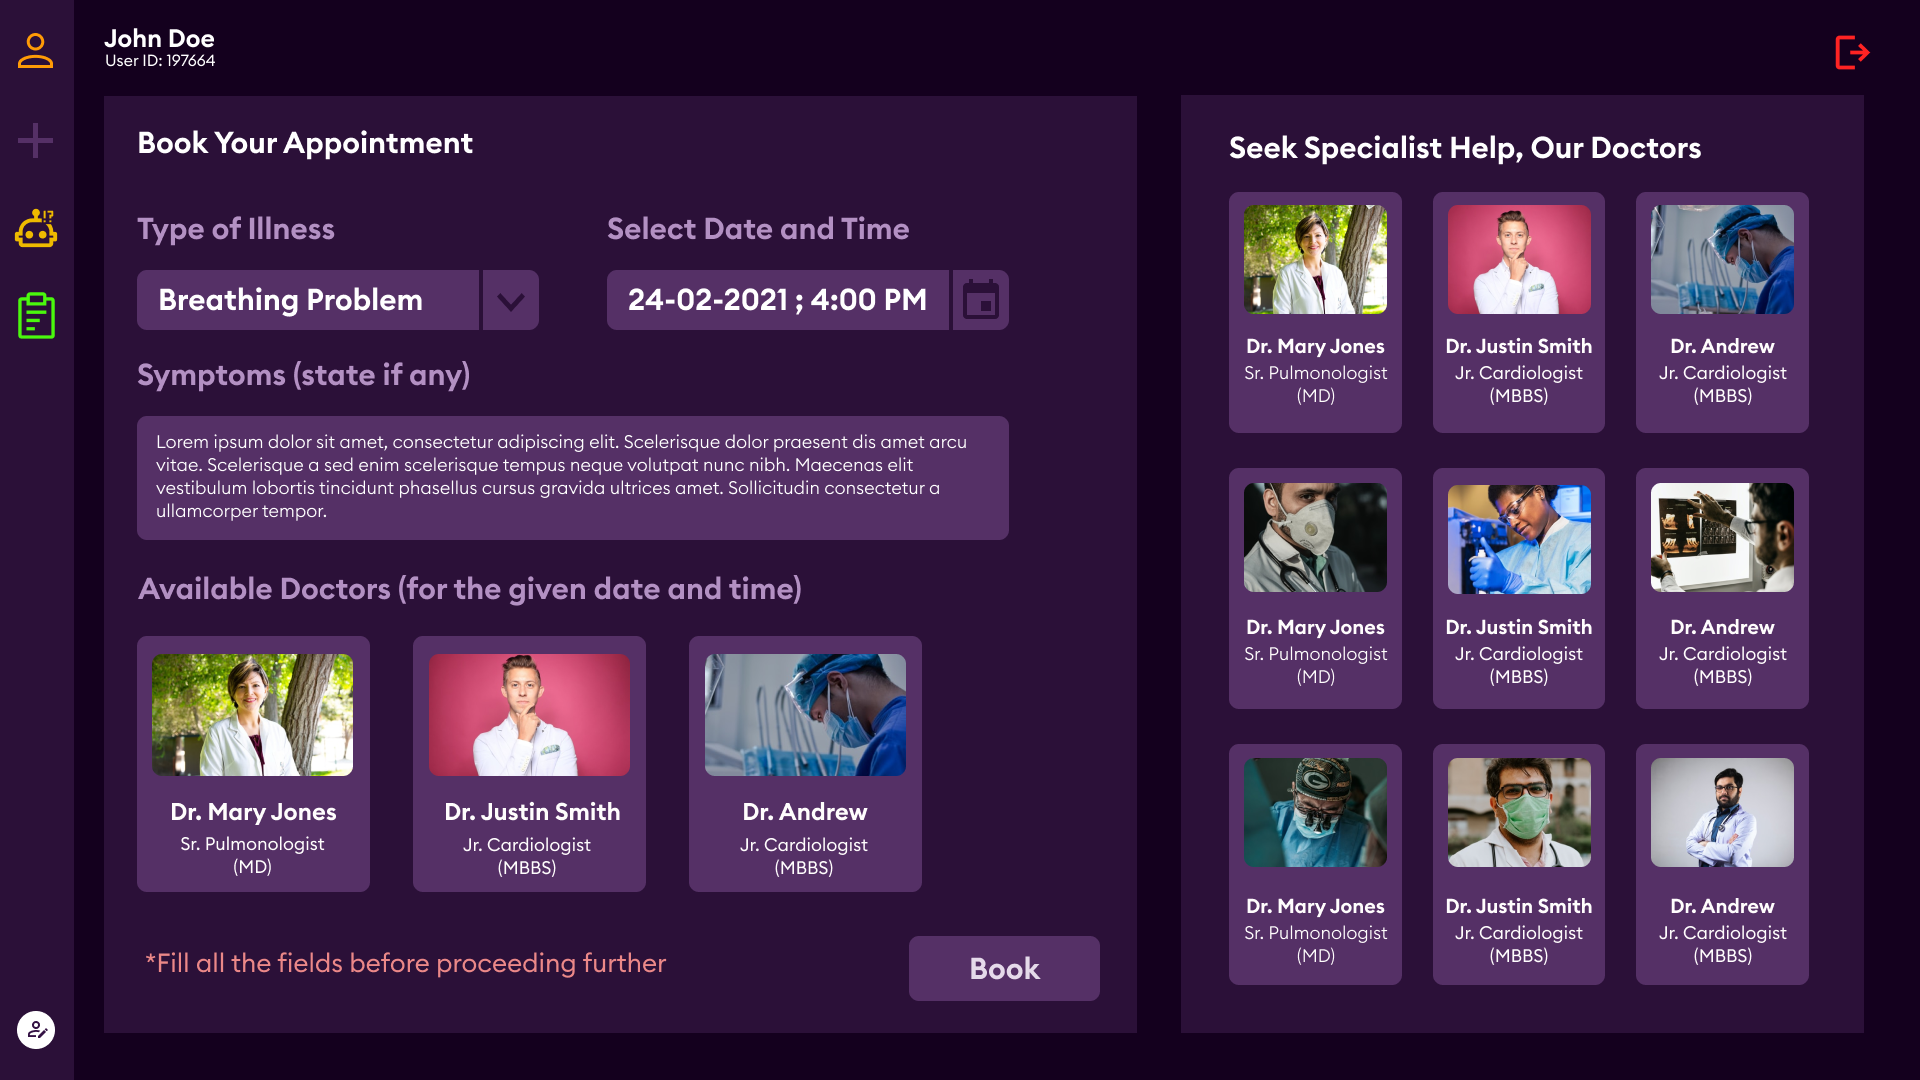 John Doe
User ID: 197664
Book Your Appointment
Type of Illness
Breathing Problem
Select Date and Time
24-02-2021 ; 4:00 PM
Symptoms (state if any)
Lorem ipsum dolor sit amet, consectetur adipiscing elit. Scelerisque dolor praesent dis amet arcu
vitae. Scelerisque a sed enim scelerisque tempus neque volutpat nunc nibh. Maecenas elit
vestibulum lobortis tincidunt phasellus cursus gravida ultrices amet. Sollicitudin consectetur a
ullamcorper tempor.
Available Doctors (for the given date and time)
Dr. Mary Jones
Sr. Pulmonologist
(MD)
Dr. Justin Smith
Jr. Cardiologist
(MBBS)
Dr. Andrew
Jr. Cardiologist
(MBBS)
*Fill all the fields before proceeding further
Book
Seek Specialist Help, Our Doctors
Dr. Mary Jones
Sr. Pulmonologist
(MD)
Dr. Justin Smith
Jr. Cardiologist
(MBBS)
Dr. Andrew
Jr. Cardiologist
(MBBS)
Dr. Mary Jones
Sr. Pulmonologist
(MD)
Dr. Justin Smith
Jr. Cardiologist
(MBBS)
Dr. Andrew
Jr. Cardiologist
(MBBS)
Dr. Mary Jones
Sr. Pulmonologist
(MD)
Dr. Justin Smith
Jr. Cardiologist
(MBBS)
Dr. Andrew
Jr. Cardiologist
(MBBS)